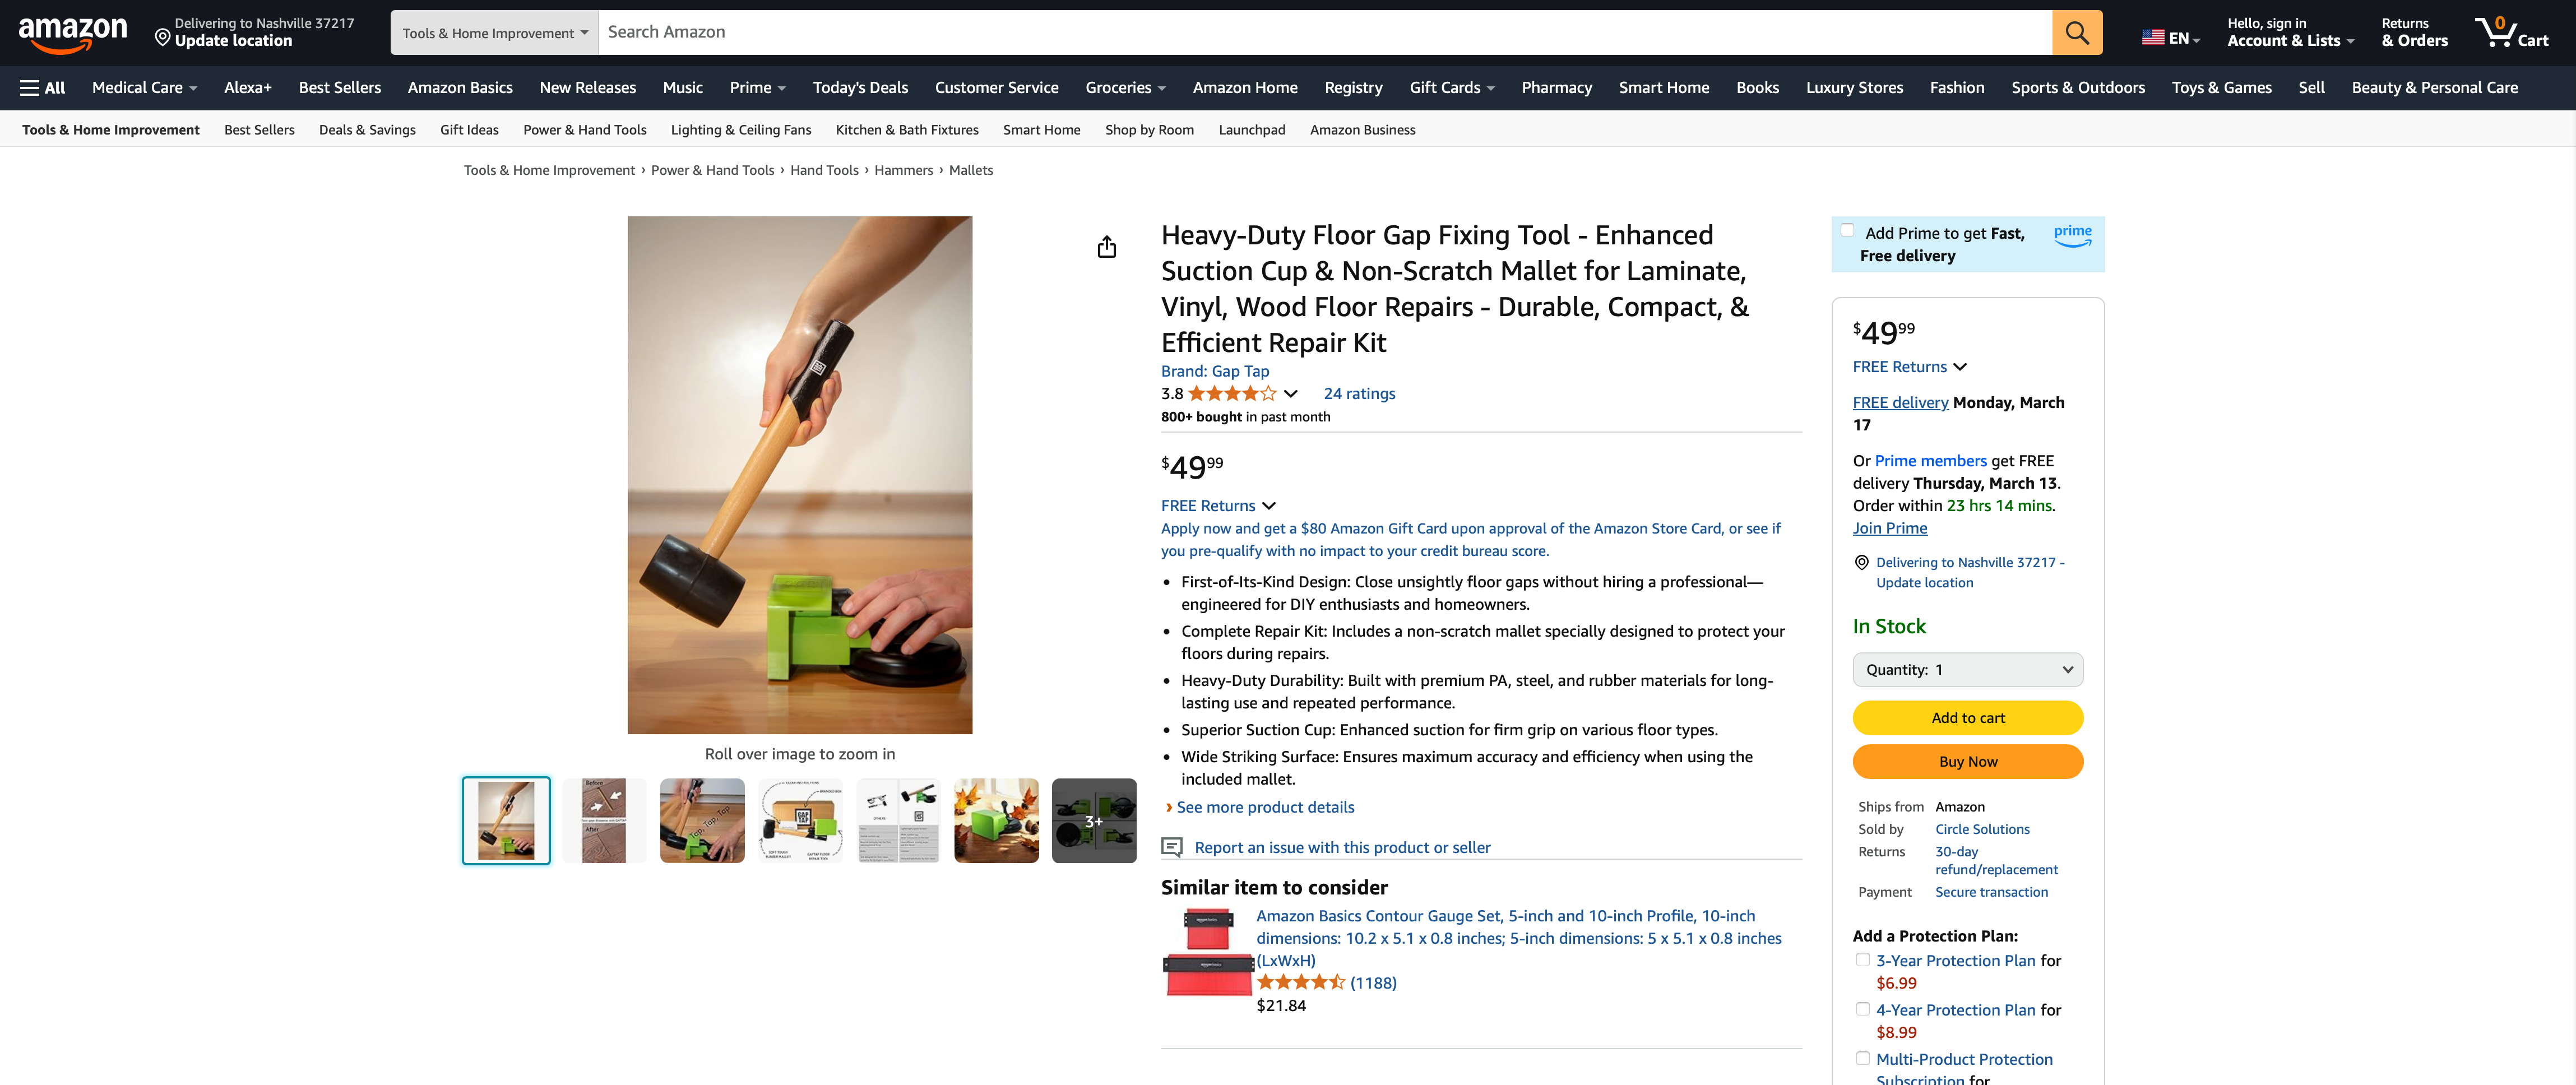 amazon
Delivering to Nashville 37217
Update location
Tools & Home Improvement
Search Amazon
EN
Hello, sign in
Account & Lists
Returns
& Orders
0
Cart
All
Medical Care
Alexa+
Best Sellers
Amazon Basics
New Releases
Music
Prime
Today's Deals
Customer Service
Groceries
Amazon Home
Registry
Gift Cards
Pharmacy
Smart Home
Books
Luxury Stores
Fashion
Sports & Outdoors
Toys & Games
Sell
Beauty & Personal Care
Tools & Home Improvement
Best Sellers
Deals & Savings
Gift Ideas
Power & Hand Tools
Lighting & Ceiling Fans
Kitchen & Bath Fixtures
Smart Home
Shop by Room
Launchpad
Amazon Business
Tools & Home Improvement › Power & Hand Tools › Hand Tools › Hammers › Mallets
Roll over image to zoom in
Before
After
Tap, Tap, Tap
GAP TAP
3+
Heavy-Duty Floor Gap Fixing Tool - Enhanced
Suction Cup & Non-Scratch Mallet for Laminate,
Vinyl, Wood Floor Repairs - Durable, Compact, &
Efficient Repair Kit
Brand: Gap Tap
3.8
24 ratings
800+ bought in past month
$49.99
FREE Returns
Apply now and get a $80 Amazon Gift Card upon approval of the Amazon Store Card, or see if
you pre-qualify with no impact to your credit bureau score.
• First-of-Its-Kind Design: Close unsightly floor gaps without hiring a professional—
engineered for DIY enthusiasts and homeowners.
• Complete Repair Kit: Includes a non-scratch mallet specially designed to protect your
floors during repairs.
• Heavy-Duty Durability: Built with premium PA, steel, and rubber materials for long-
lasting use and repeated performance.
• Superior Suction Cup: Enhanced suction for firm grip on various floor types.
• Wide Striking Surface: Ensures maximum accuracy and efficiency when using the
included mallet.
› See more product details
Report an issue with this product or seller
Similar item to consider
Amazon Basics Contour Gauge Set, 5-inch and 10-inch Profile, 10-inch
dimensions: 10.2 x 5.1 x 0.8 inches; 5-inch dimensions: 5 x 5.1 x 0.8 inches
(LxWxH)
(1188)
$21.84
Add Prime to get Fast,
Free delivery
prime
$49.99
FREE Returns
FREE delivery Monday, March
17
Or Prime members get FREE
delivery Thursday, March 13.
Order within 23 hrs 14 mins.
Join Prime
Delivering to Nashville 37217 -
Update location
In Stock
Quantity: 1
Add to cart
Buy Now
Ships from Amazon
Sold by Circle Solutions
Returns 30-day
refund/replacement
Payment Secure transaction
Add a Protection Plan:
3-Year Protection Plan for
$6.99
4-Year Protection Plan for
$8.99
Multi-Product Protection
Subscription for